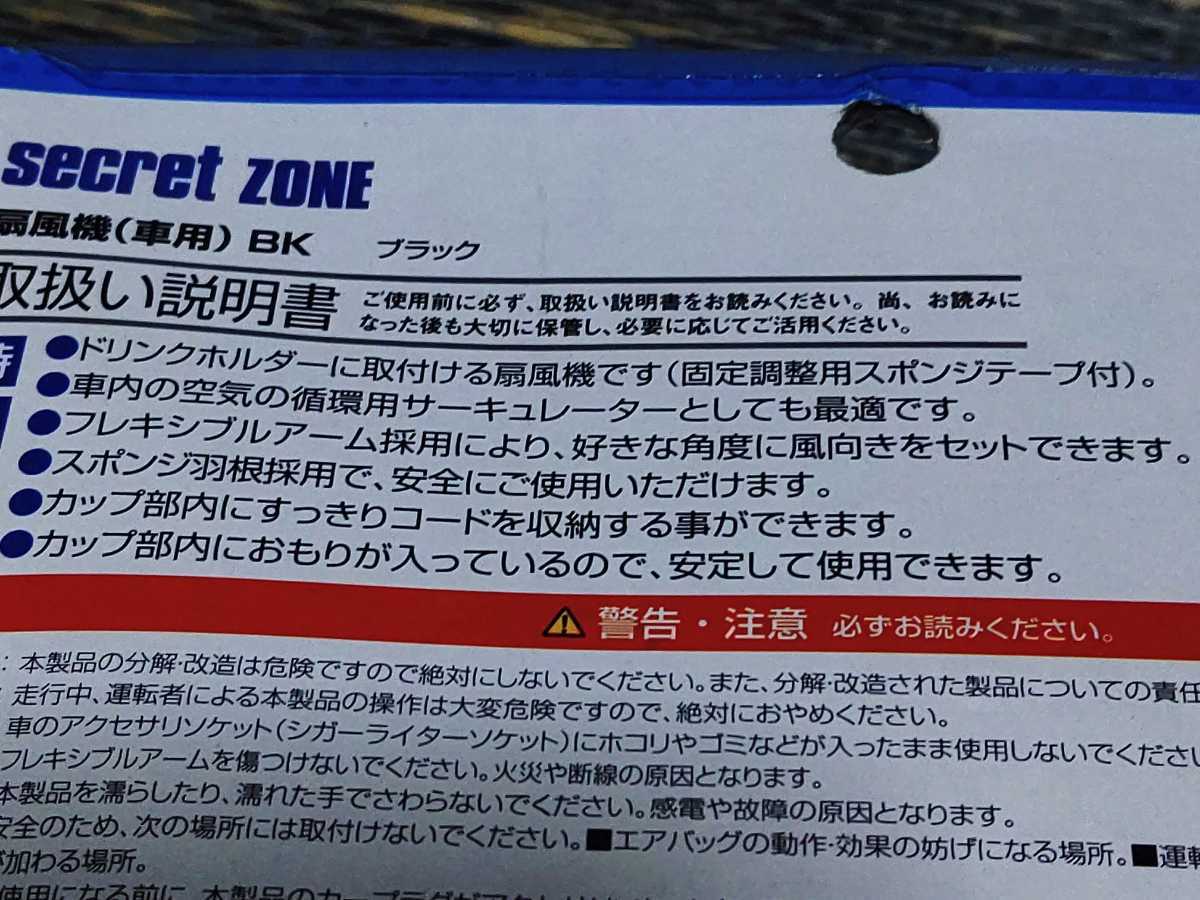 secret ZONE
扇風機(車用) BK ブラック
取扱い説明書
ご使用前に必ず、取扱い説明書をお読みください。尚、お読みに
なった後も大切に保管し、必要に応じてご活用ください。
●ドリンクホルダーに取付ける扇風機です(固定調整用スポンジテープ付)。
●車内の空気の循環用サーキュレーターとしても最適です。
●フレキシブルアーム採用により、好きな角度に風向きをセットできます。
●スポンジ羽根採用で、安全にご使用いただけます。
●カップ部内にすっきりコードを収納する事ができます。
●カップ部内におもりが入っているので、安定して使用できます。
警告・注意 必ずお読みください。
: 本製品の分解・改造は危険ですので絶対にしないでください。また、分解・改造された製品についての責任
: 走行中、運転者による本製品の操作は大変危険ですので、絶対におやめください。
車のアクセサリソケット(シガーライターソケット)にホコリやゴミなどが入ったまま使用しないでくださ
フレキシブルアームを傷つけないでください。火災や断線の原因となります。
本製品を濡らしたり、濡れた手でさわらないでください。感電や故障の原因となります。
安全のため、次の場所には取付けないでください。■エアバッグの動作・効果の妨げになる場所。■運転
が加わる場所。
使用になる前に、本製品のカープラグが